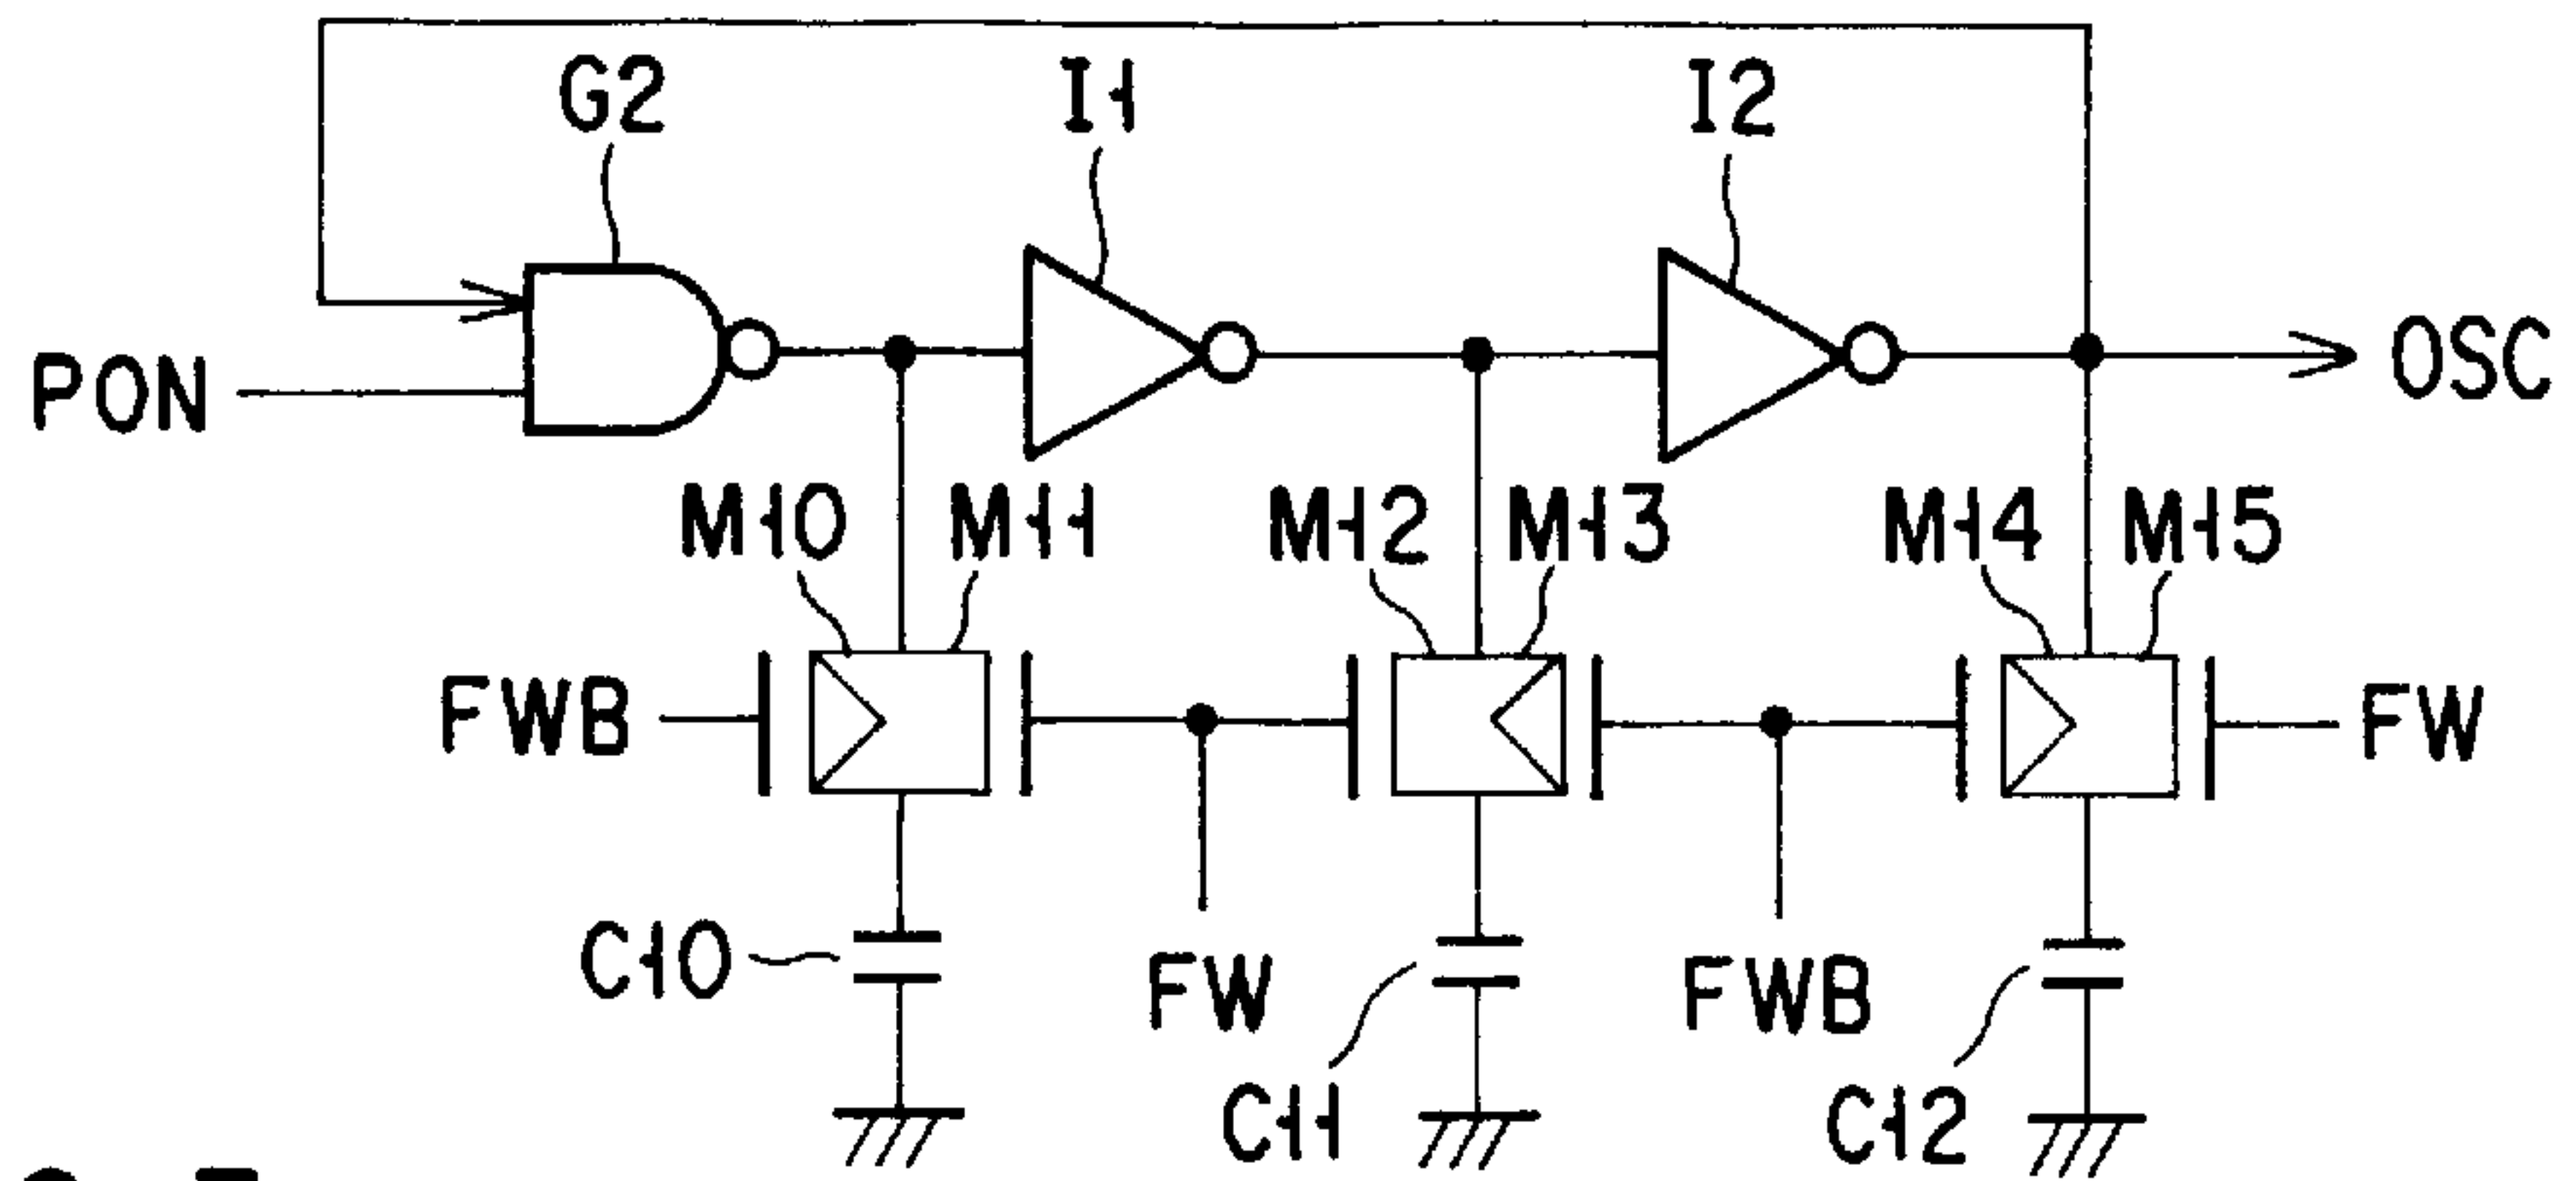 G2 I1 I2
PON OSC
M10 M11 M12 M13 M14 M15
FWB FW
C10 FW FWB
C11 C12